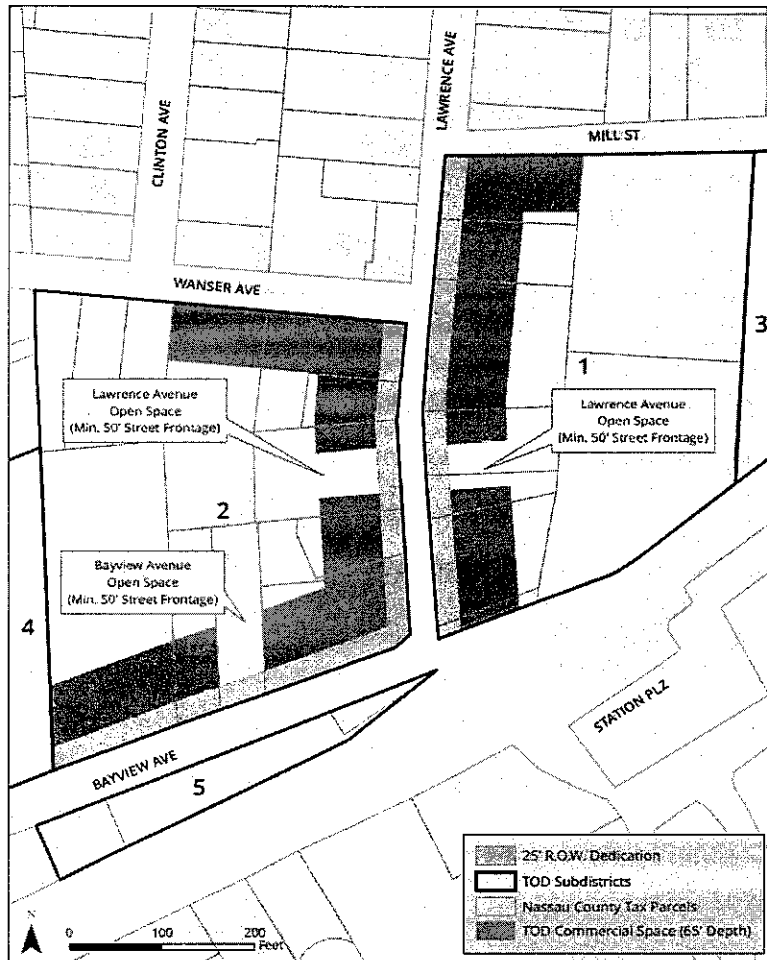 LAWRENCE AVE
CLINTON AVE
MILL ST
WANSER AVE
3
1
Lawrence Avenue
Open Space
(Min. 50' Street Frontage)
Lawrence Avenue
Open Space
(Min. 50' Street Frontage)
2
Bayview Avenue
Open Space
(Min. 50' Street Frontage)
4
STATION PLZ
BAYVIEW AVE
5
25' R.O.W. Dedication
TOD Subdistricts
Nassau County Tax Parcels
TOD Commercial Space (65' Depth)
N
0 100 200
Feet